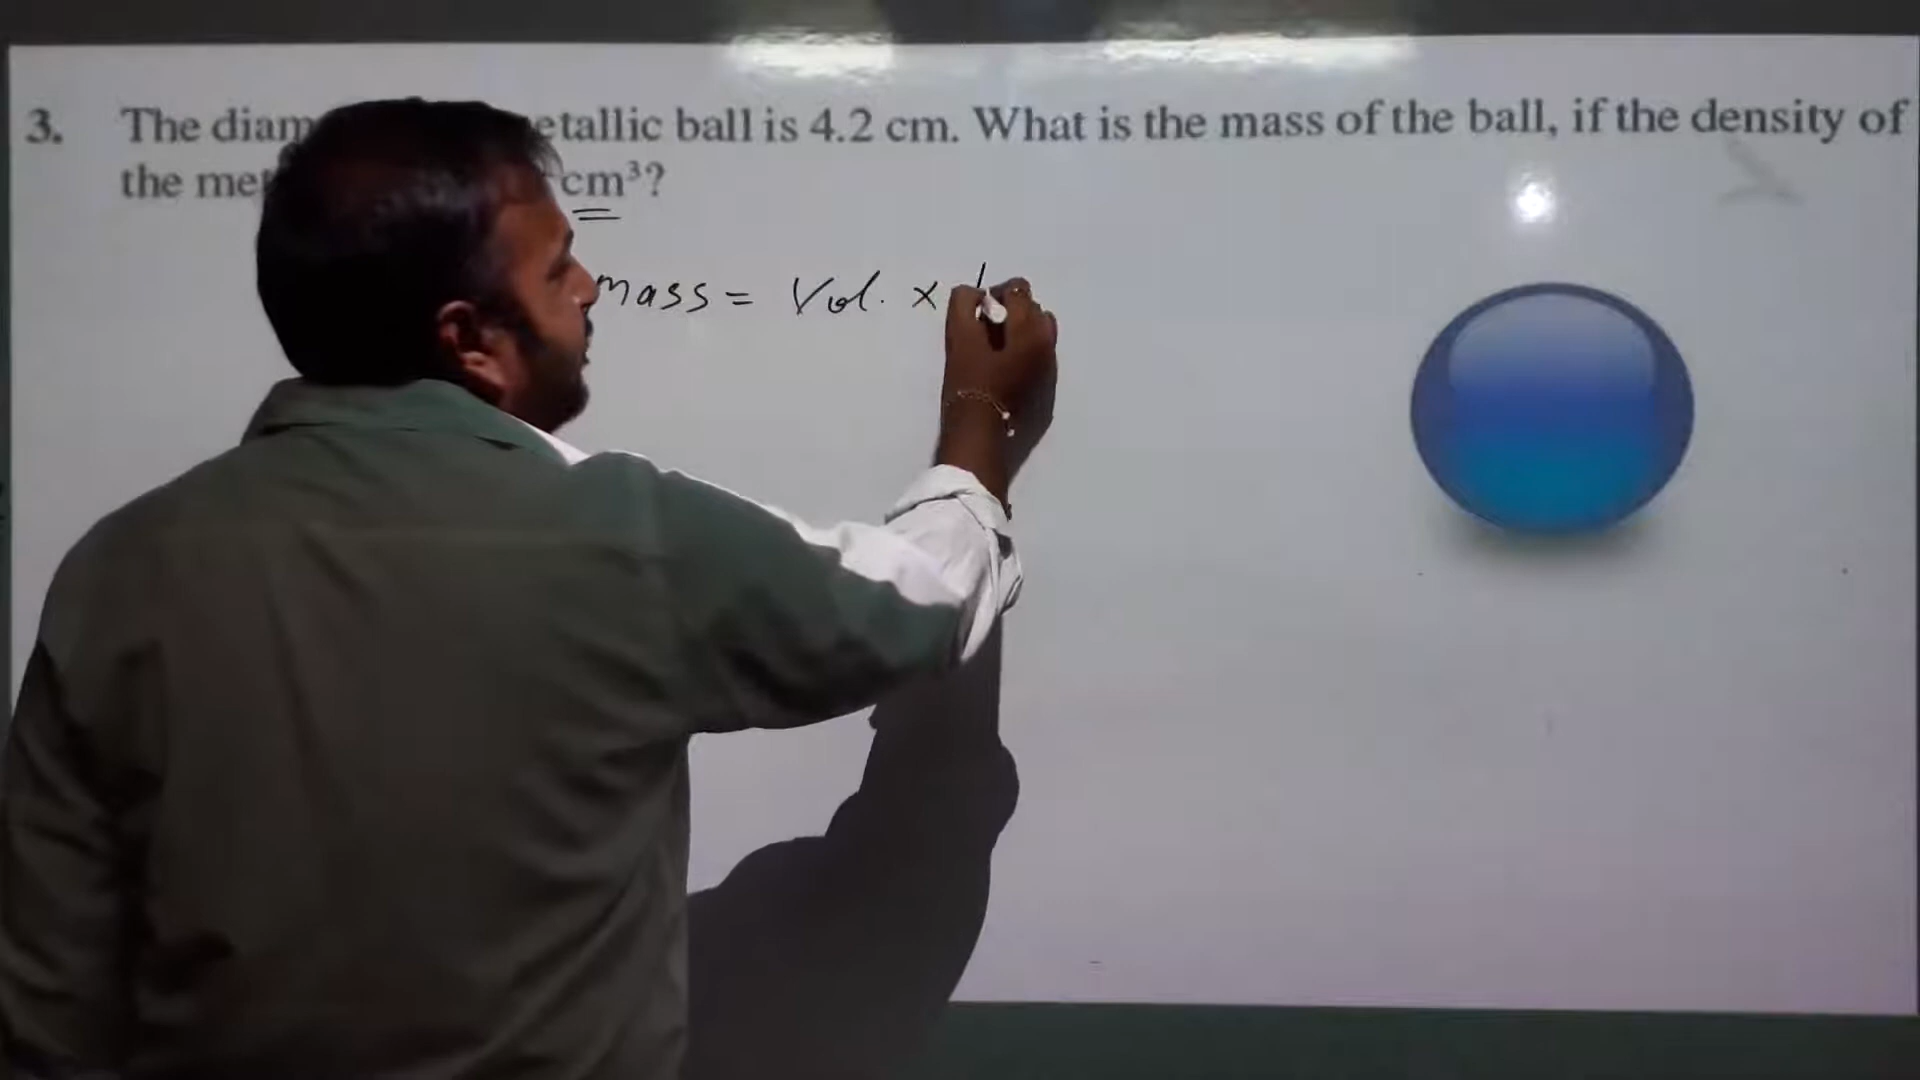 3. The diam etallic ball is 4.2 cm. What is the mass of the ball, if the density of
the met cm³?
mass = Vol. ×